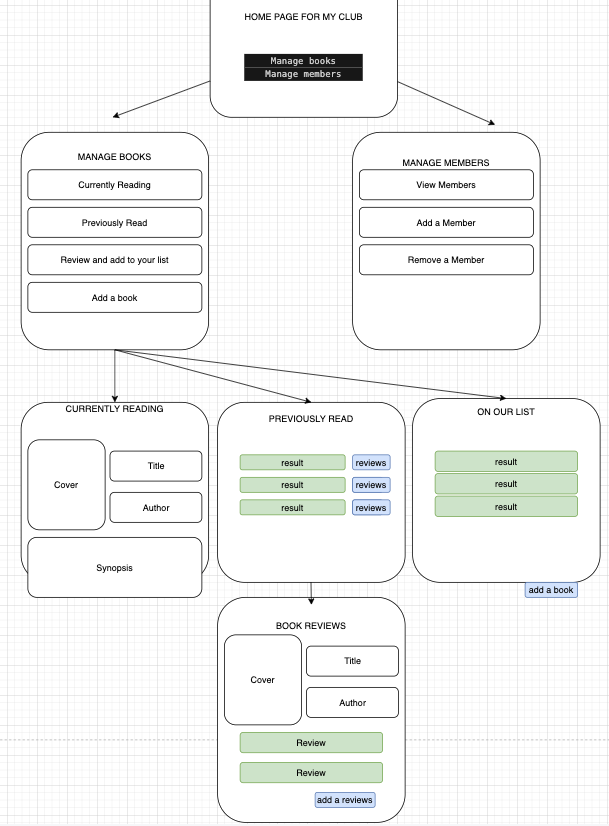 HOME PAGE FOR MY CLUB
Manage books
Manage members
MANAGE BOOKS
Currently Reading
Previously Read
Review and add to your list
Add a book
MANAGE MEMBERS
View Members
Add a Member
Remove a Member
CURRENTLY READING
Cover
Title
Author
Synopsis
PREVIOUSLY READ
result reviews
result reviews
result reviews
ON OUR LIST
result
result
result
add a book
BOOK REVIEWS
Cover
Title
Author
Review
Review
add a reviews